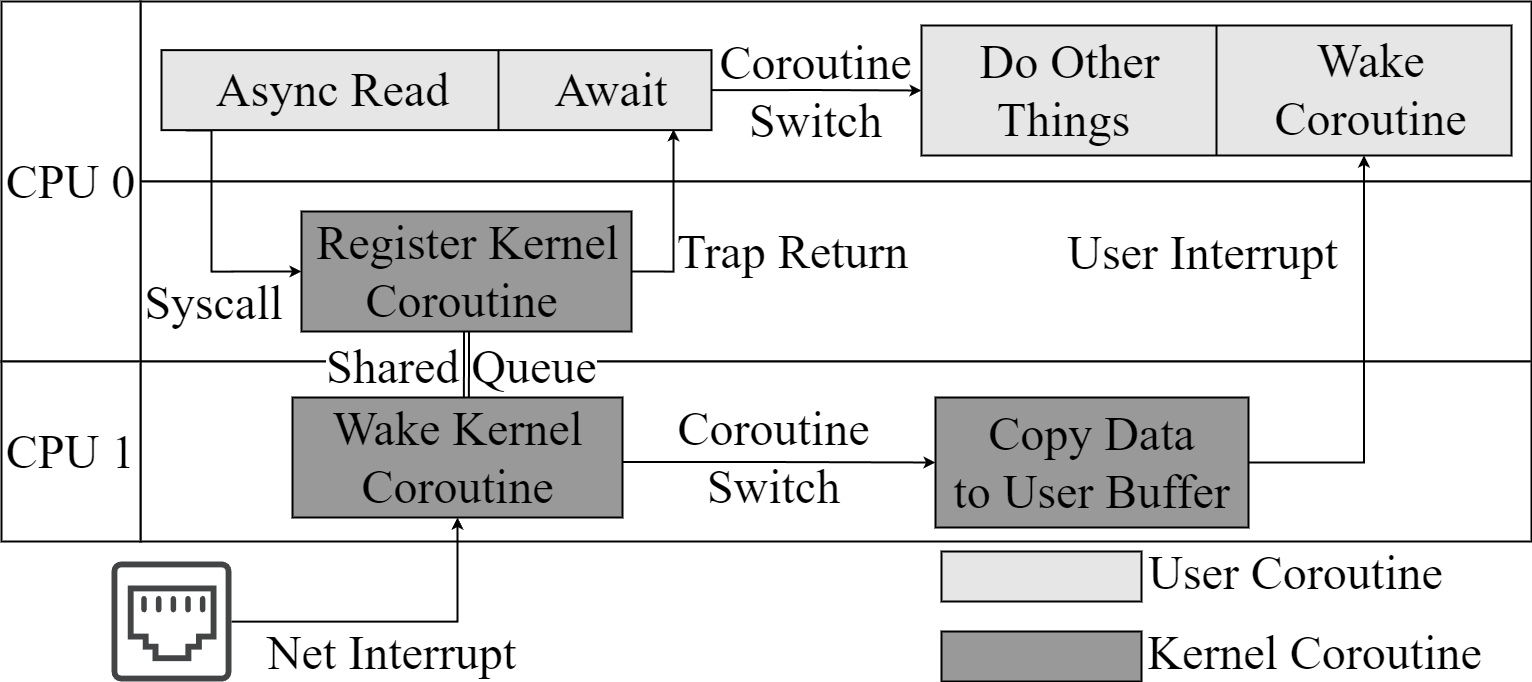 Async Read
Await
Coroutine
Switch
Do Other
Things
Wake
Coroutine
CPU 0
Register Kernel
Coroutine
Syscall
Trap Return
User Interrupt
Shared Queue
CPU 1
Wake Kernel
Coroutine
Coroutine
Switch
Copy Data
to User Buffer
Net Interrupt
User Coroutine
Kernel Coroutine